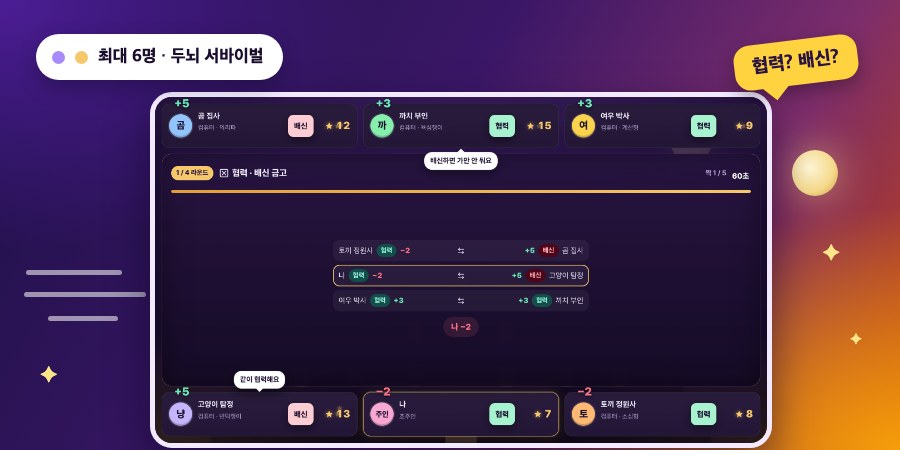 최대 6명 · 두뇌 서바이벌
협력? 배신?
+5
곰
곰 집사
배신
★ 12
+3
까
까치 부인
협력
★ 15
+3
여
여우 박사
협력
★ 9
배신하면 가만 안 둬요
1 / 4 라운드
협력 · 배신 금고
짝 1 / 5
60초
토끼 정원사 협력 −2 ⇆ +5 배신 곰 집사
나 협력 −2 ⇆ +5 배신 고양이 탐정
여우 박사 협력 +3 ⇆ +3 협력 까치 부인
나 −2
같이 협력해요
+5
냥
고양이 탐정
배신
★ 13
−2
주인
나
협력
★ 7
−2
토
토끼 정원사
협력
★ 8